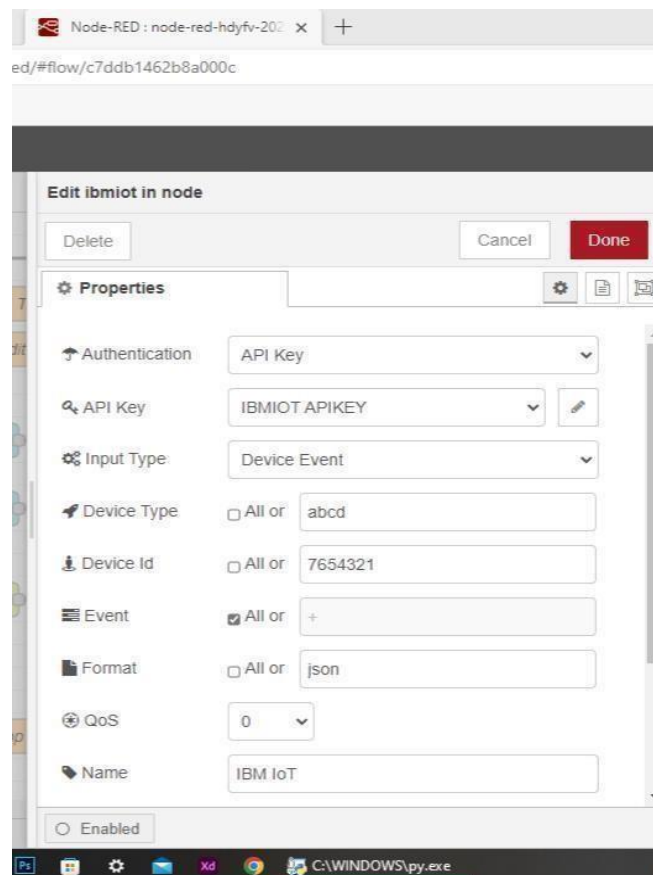 Node-RED : node-red-hdyfv-202
ed/#flow/c7ddb1462b8a000c
Edit ibmiot in node
Delete
Cancel
Done
Properties
Authentication
API Key
API Key
IBMIOT APIKEY
Input Type
Device Event
Device Type
All or
abcd
Device Id
All or
7654321
Event
All or
+
Format
All or
json
QoS
0
Name
IBM IoT
Enabled
Ps
Xd
C:\WINDOWS\py.exe